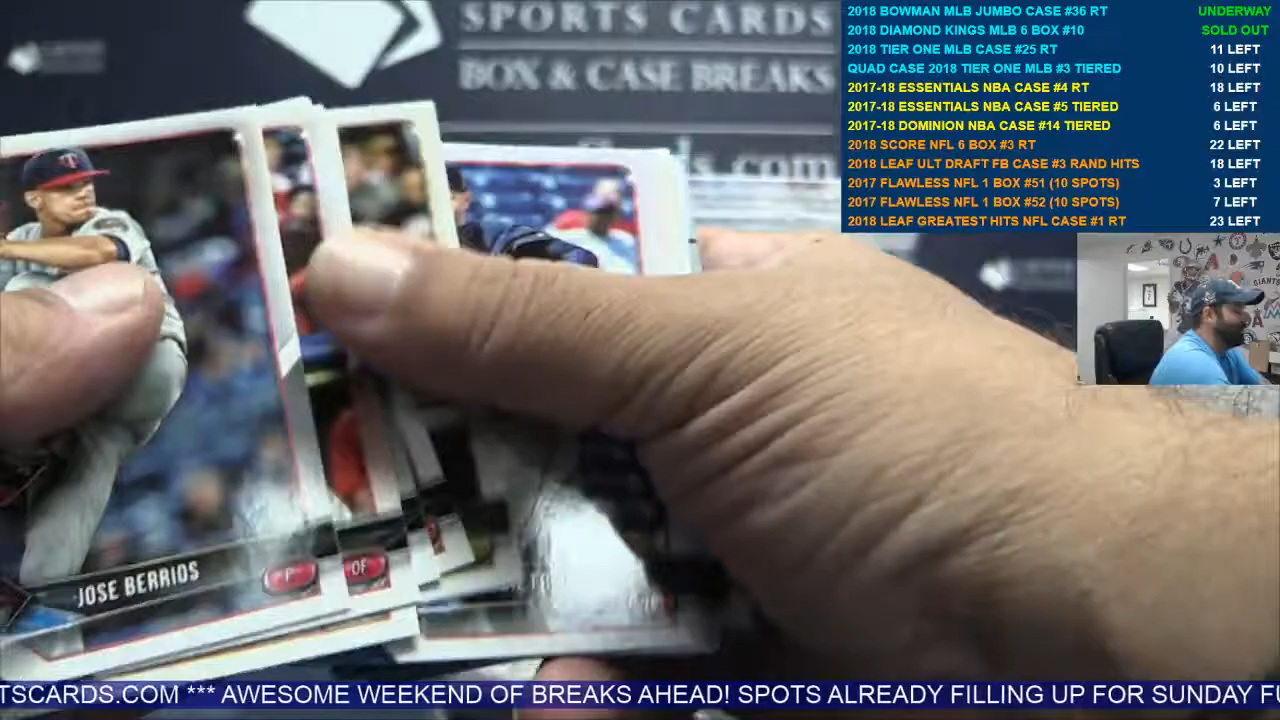 SPORTS CARDS
BOX & CASE BREAKS
2018 BOWMAN MLB JUMBO CASE #36 RT UNDERWAY
2018 DIAMOND KINGS MLB 6 BOX #10 SOLD OUT
2018 TIER ONE MLB CASE #25 RT 11 LEFT
QUAD CASE 2018 TIER ONE MLB #3 TIERED 10 LEFT
2017-18 ESSENTIALS NBA CASE #4 RT 18 LEFT
2017-18 ESSENTIALS NBA CASE #5 TIERED 6 LEFT
2017-18 DOMINION NBA CASE #14 TIERED 6 LEFT
2018 SCORE NFL 6 BOX #3 RT 22 LEFT
2018 LEAF ULT DRAFT FB CASE #3 RAND HITS 18 LEFT
2017 FLAWLESS NFL 1 BOX #51 (10 SPOTS) 3 LEFT
2017 FLAWLESS NFL 1 BOX #52 (10 SPOTS) 7 LEFT
2018 LEAF GREATEST HITS NFL CASE #1 RT 23 LEFT
GIANTS
JOSE BERRIOS P OF
TSCARDS.COM *** AWESOME WEEKEND OF BREAKS AHEAD! SPOTS ALREADY FILLING UP FOR SUNDAY FU